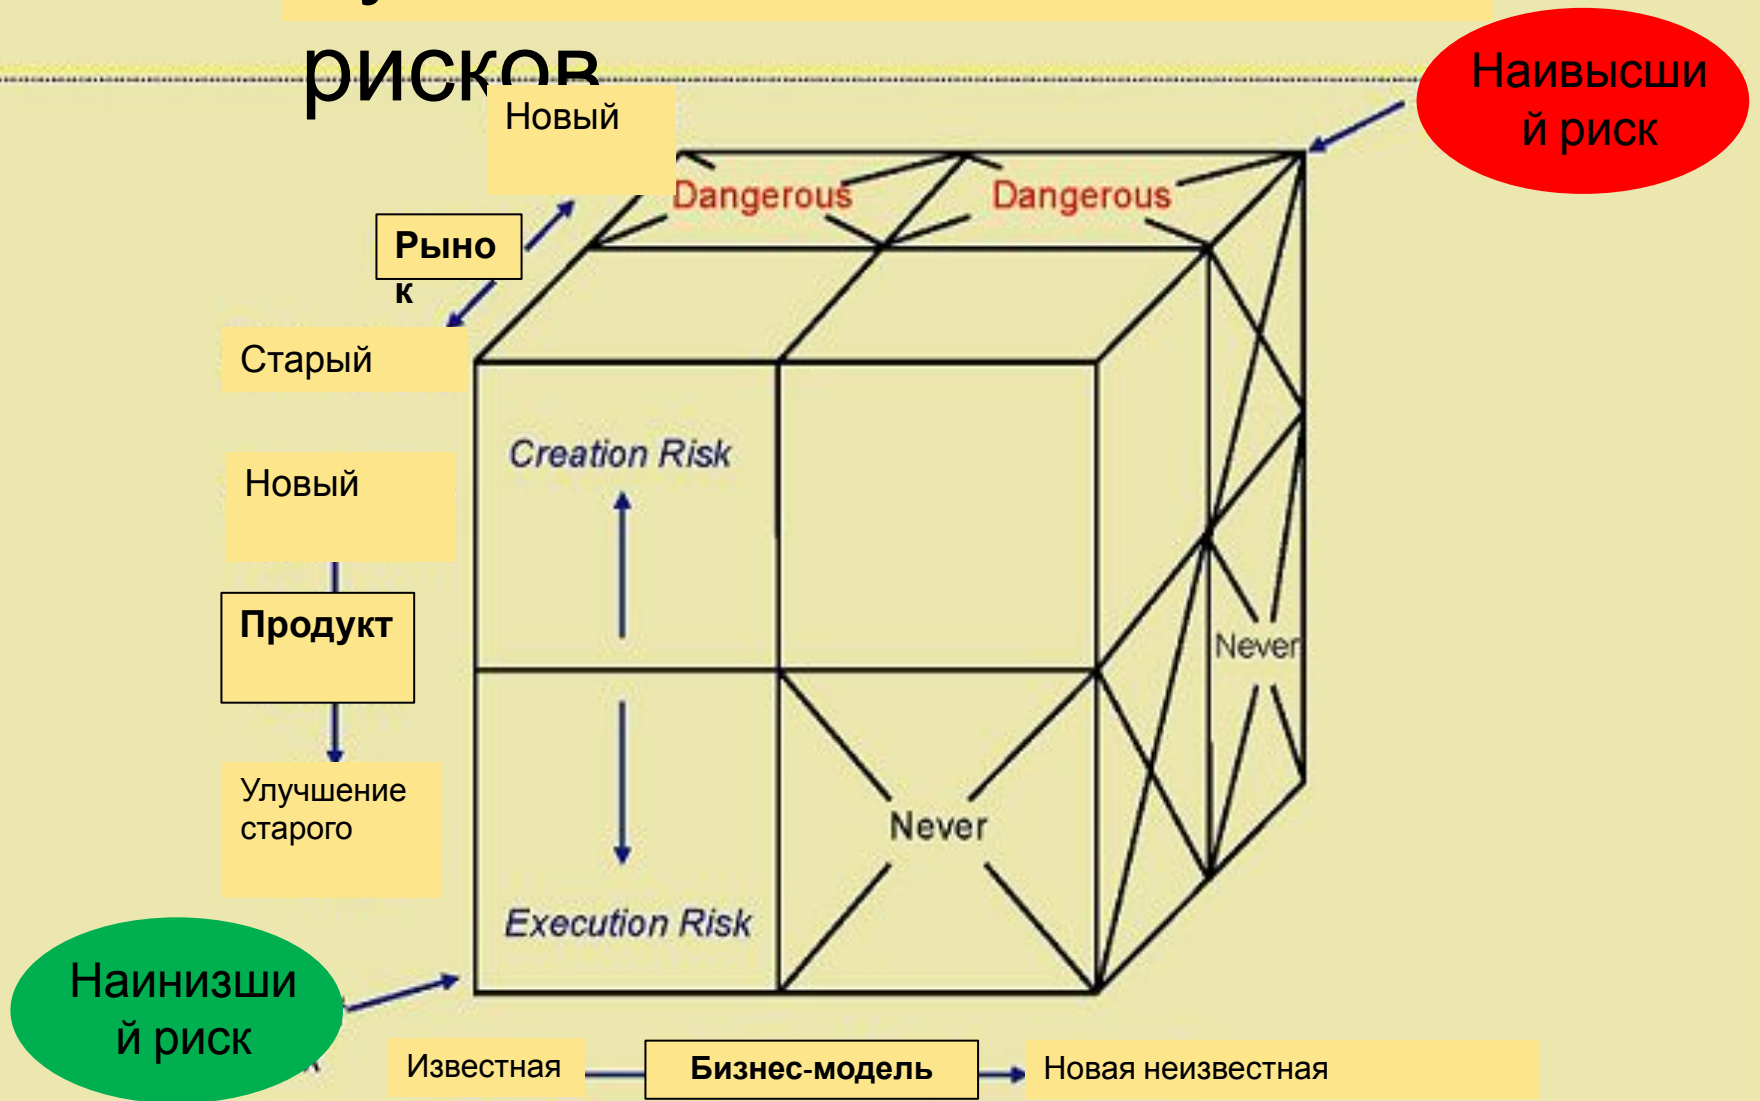 рисков
Наивысши
й риск
Новый
Dangerous
Dangerous
Рыно
к
Старый
Creation Risk
Новый
Продукт
Never
Улучшение
старого
Never
Execution Risk
Наинизши
й риск
Известная
Бизнес-модель
Новая неизвестная